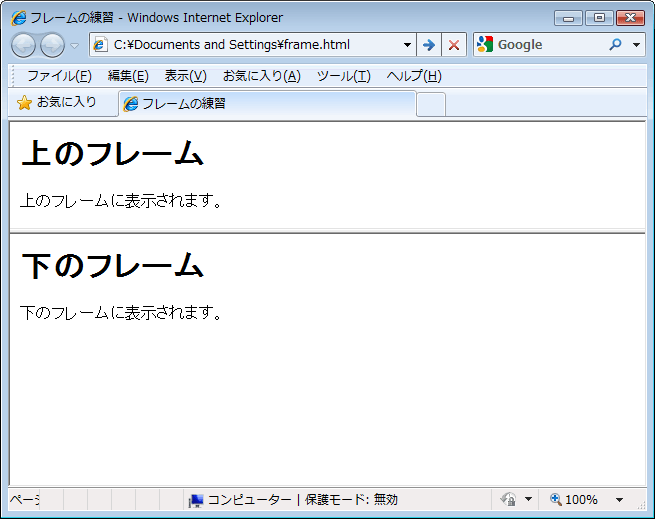 フレームの練習 - Windows Internet Explorer
C:¥Documents and Settings¥frame.html
Google
ファイル(F) 編集(E) 表示(V) お気に入り(A) ツール(T) ヘルプ(H)
お気に入り フレームの練習
上のフレーム
上のフレームに表示されます。
下のフレーム
下のフレームに表示されます。
コンピューター | 保護モード: 無効 100%